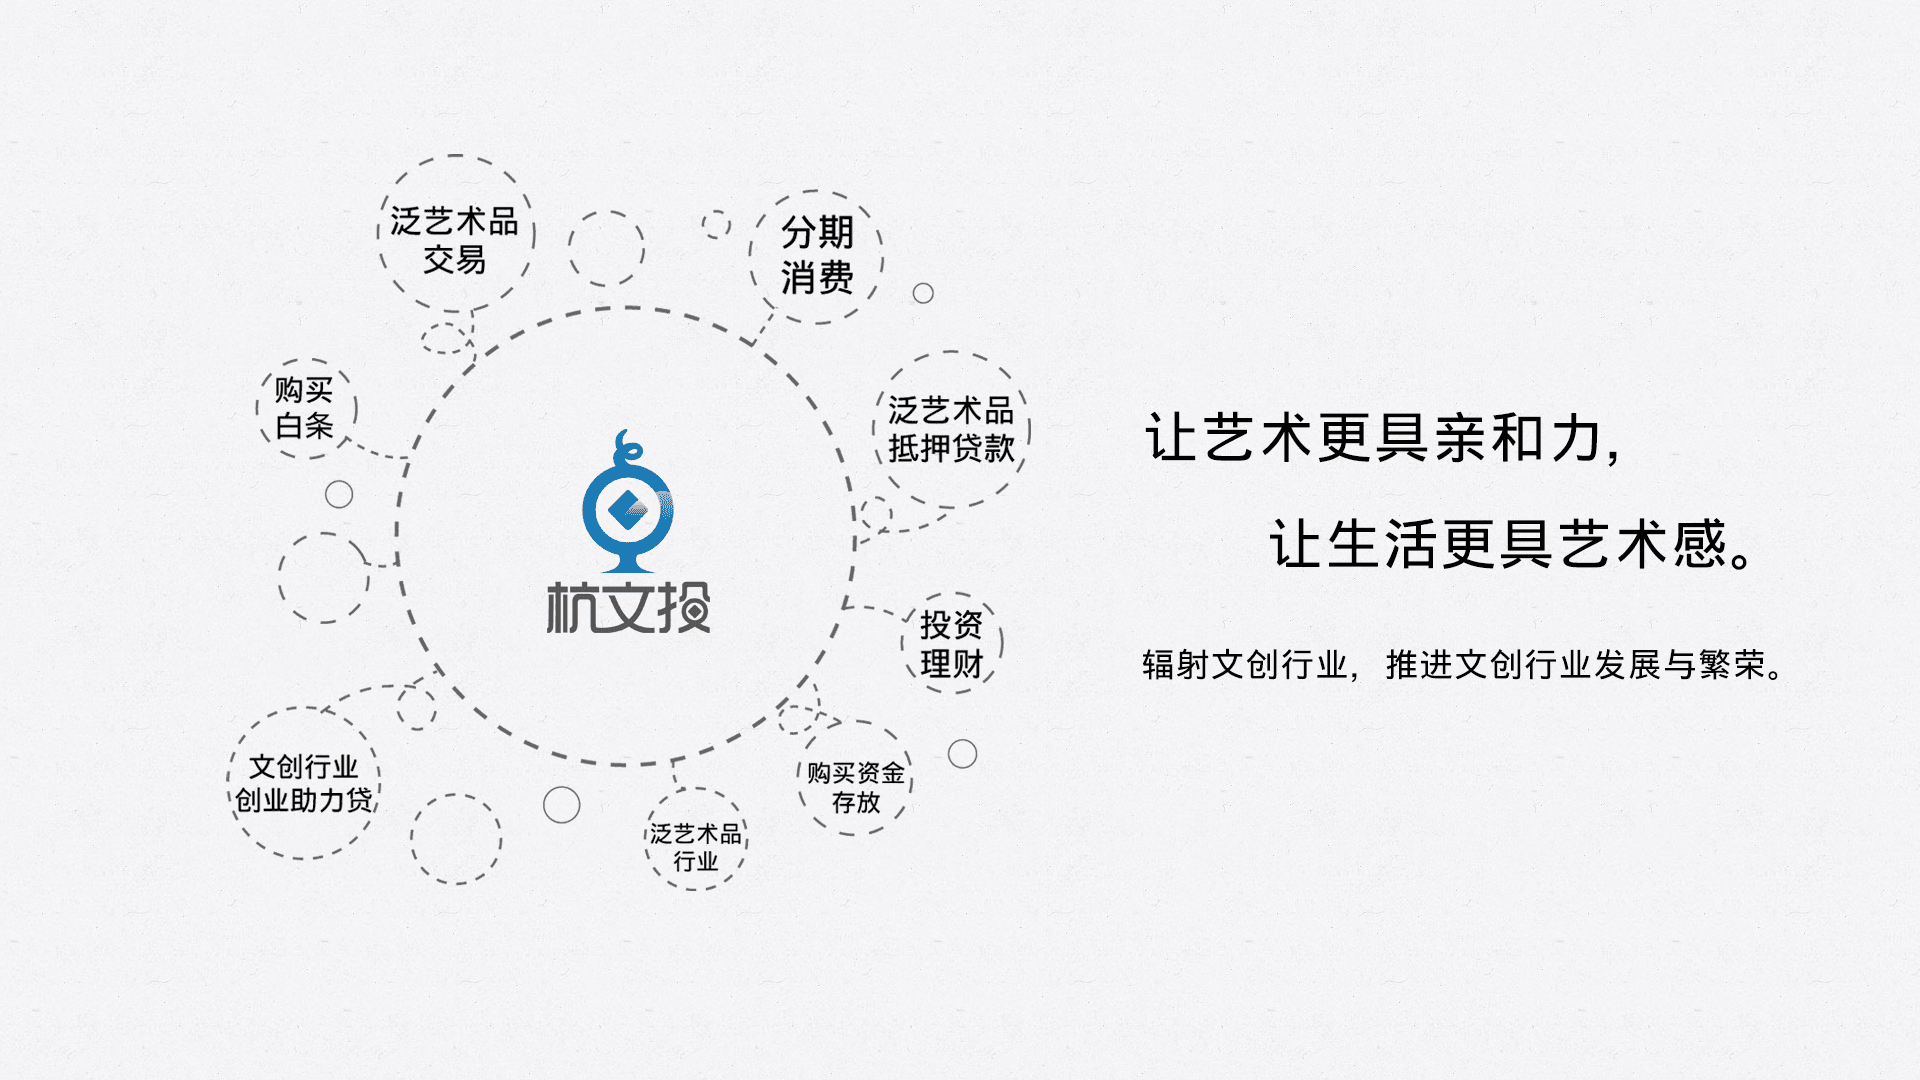 泛艺术品
交易
分期
消费
购买
白条
泛艺术品
抵押贷款
杭文投
投资
理财
文创行业
创业助力贷
购买资金
存放
泛艺术品
行业
让艺术更具亲和力，
让生活更具艺术感。
辐射文创行业，推进文创行业发展与繁荣。